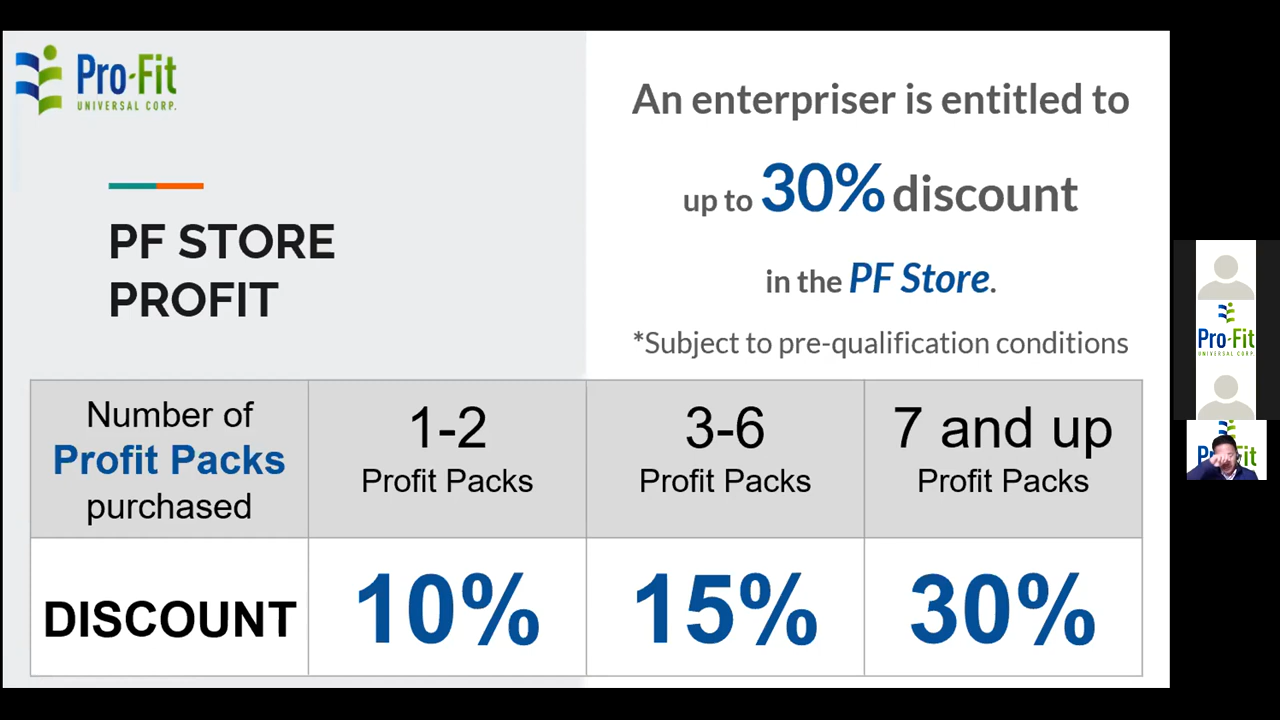 Pro-Fit
UNIVERSAL CORP.
PF STORE
PROFIT
An enterpriser is entitled to
up to 30% discount
in the PF Store.
*Subject to pre-qualification conditions
Number of
Profit Packs
purchased
1-2
Profit Packs
3-6
Profit Packs
7 and up
Profit Packs
DISCOUNT
10%
15%
30%
Pro-Fit
UNIVERSAL CORP.